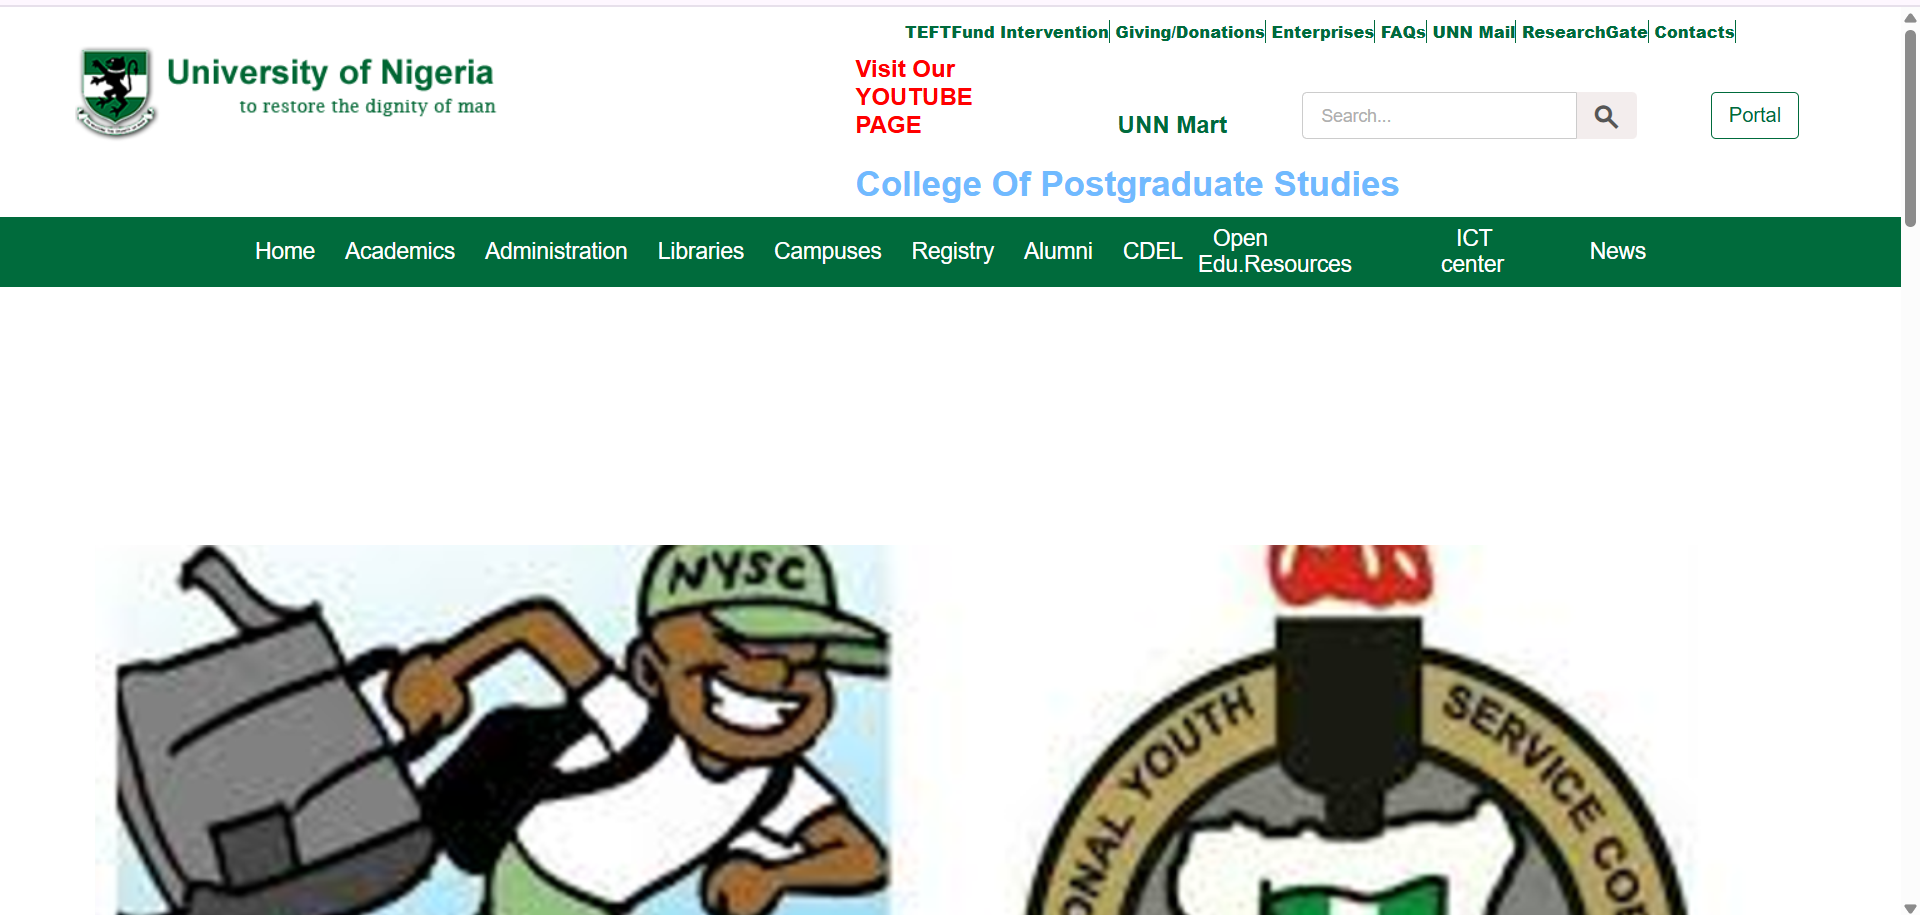 TEFTFund Intervention Giving/Donations Enterprises FAQs UNN Mail ResearchGate Contacts
University of Nigeria
to restore the dignity of man
Visit Our
YOUTUBE
PAGE
UNN Mart
Search...
Portal
College Of Postgraduate Studies
Home Academics Administration Libraries Campuses Registry Alumni CDEL Open Edu.Resources ICT center News
NYSC
ONAL YOUTH
SERVICE COR